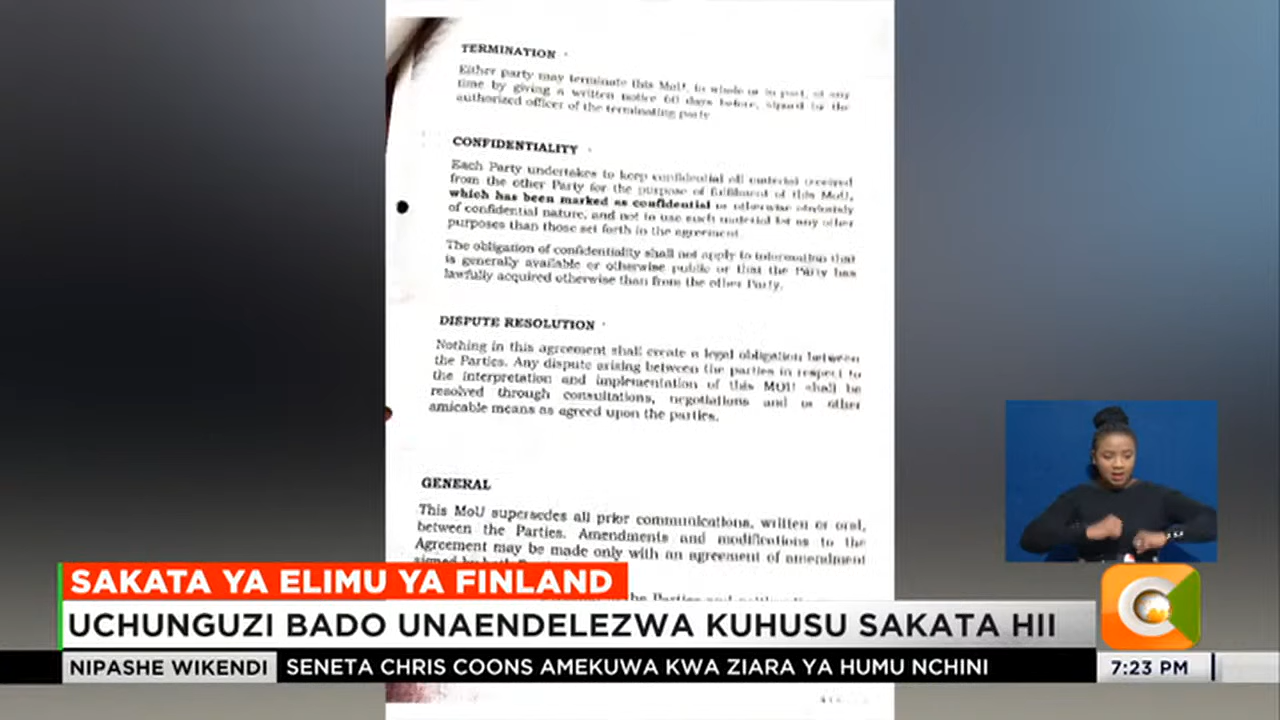 TERMINATION
Either party may terminate this MoU, in whole or in part, at any
time by giving a written notice 60 days before, signed by the
authorized officer of the terminating party
CONFIDENTIALITY
Each Party undertakes to keep confidential all material received
from the other Party for the purpose of fulfilment of this MoU,
which has been marked as confidential or otherwise obviously
of confidential nature, and not to use such material for any other
purposes than those set forth in the agreement
The obligation of confidentiality shall not apply to information that
is generally available or otherwise public or that the Party has
lawfully acquired otherwise than from the other Party.
DISPUTE RESOLUTION
Nothing in this agreement shall create a legal obligation between
the Parties. Any dispute arising between the parties in respect to
the interpretation and implementation of this MOU shall be
resolved through consultations, negotiations and or other
amicable means as agreed upon the parties.
GENERAL
This MoU supersedes all prior communications, written or oral,
between the Parties. Amendments and modifications to the
Agreement may be made only with an agreement of amendment
the Parties and
SAKATA YA ELIMU YA FINLAND
UCHUNGUZI BADO UNAENDELEZWA KUHUSU SAKATA HII
NIPASHE WIKENDI SENETA CHRIS COONS AMEKUWA KWA ZIARA YA HUMU NCHINI
7:23 PM